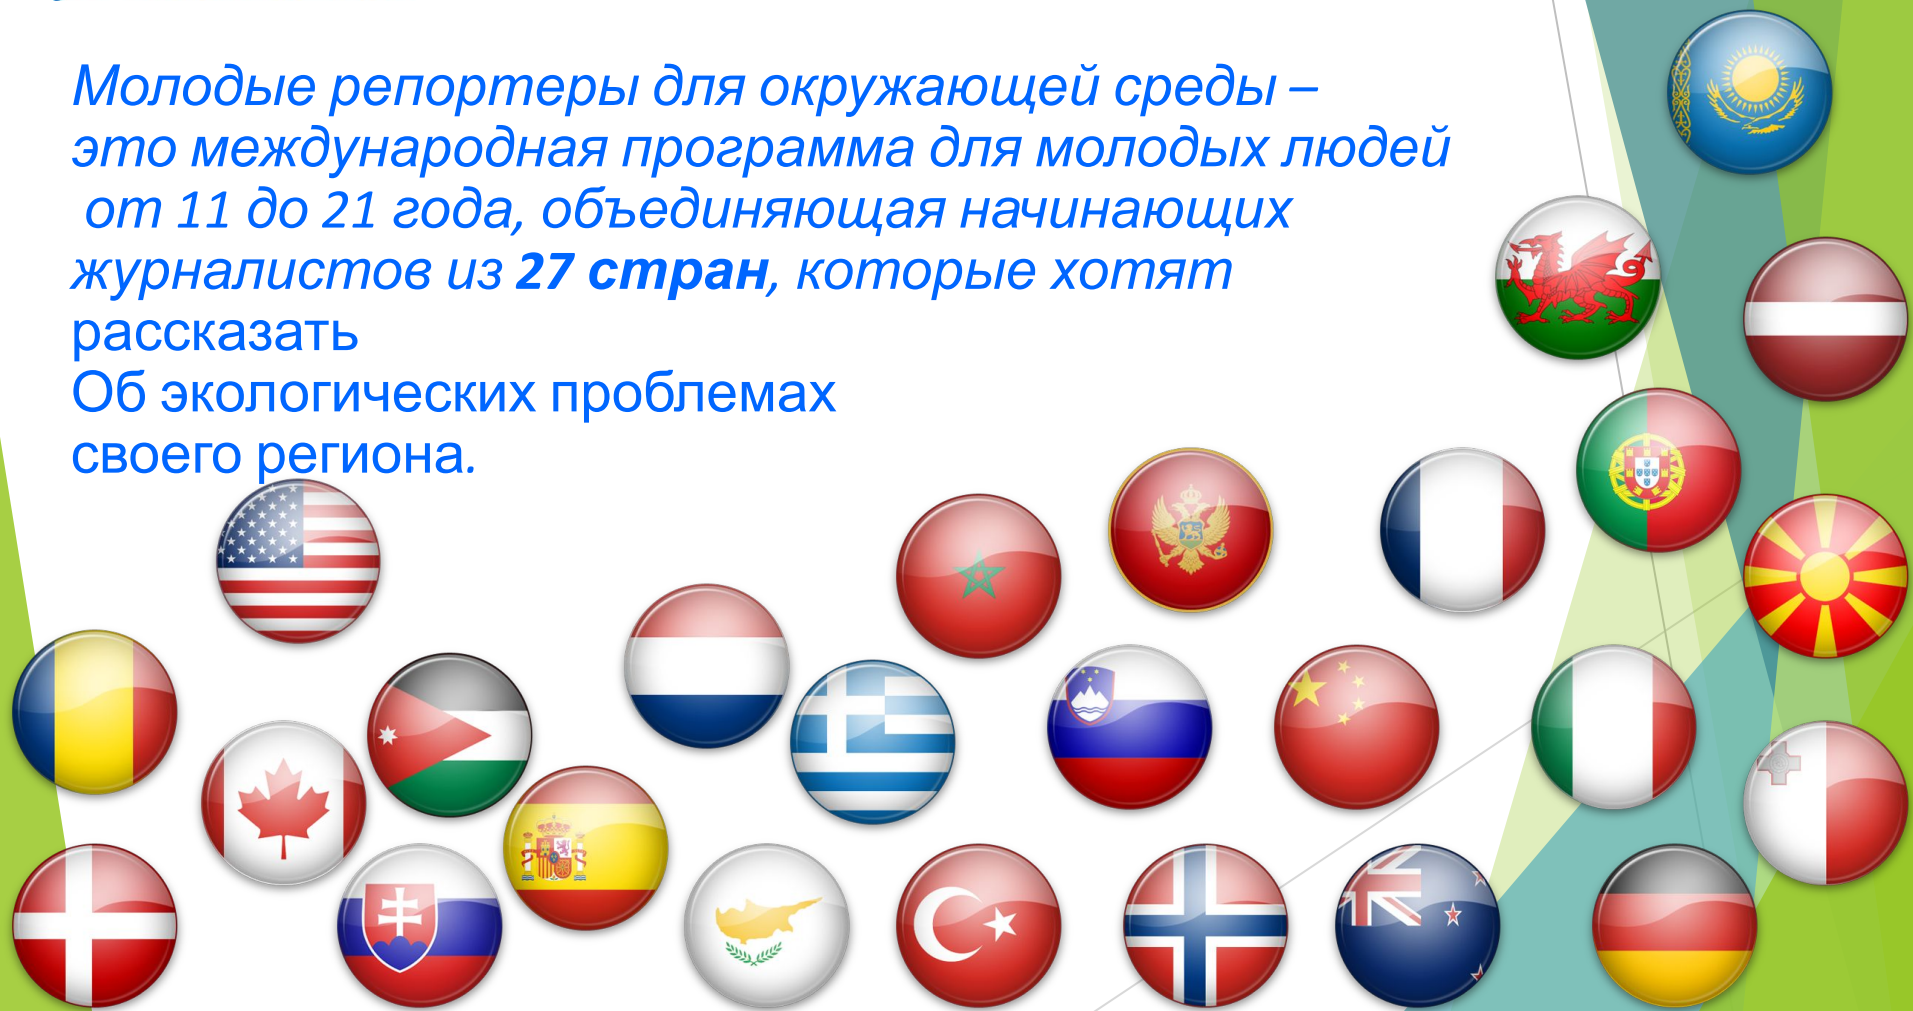 Молодые репортеры для окружающей среды –
это международная программа для молодых людей
от 11 до 21 года, объединяющая начинающих
журналистов из 27 стран, которые хотят
рассказать
Об экологических проблемах
своего региона.